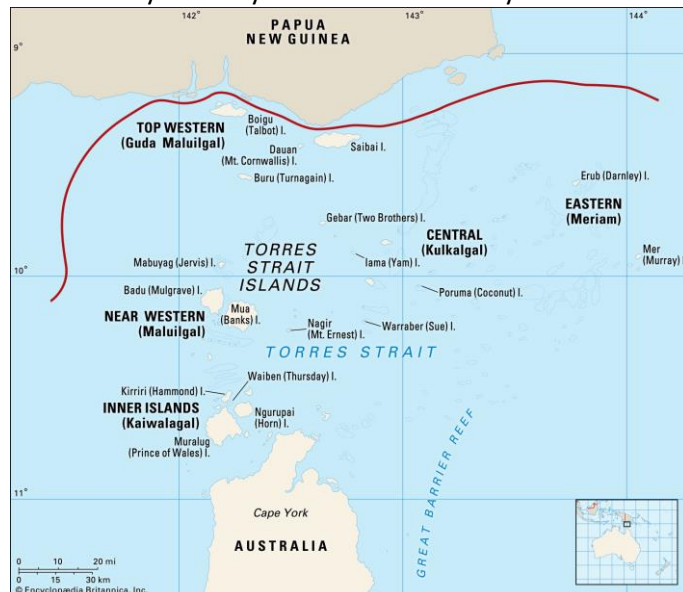 142°
143°
144°
9°
PAPUA
NEW GUINEA
Boigu
(Talbot) I.
TOP WESTERN
(Guda Maluilgal)
Dauan
(Mt. Cornwallis) I.
Saibai I.
Buru (Turnagain) I.
Erub (Darnley) I.
EASTERN
(Meriam)
Gebar (Two Brothers) I.
CENTRAL
(Kulkalgal)
Mer
(Murray) I.
TORRES
STRAIT
ISLANDS
Mabuyag (Jervis) I.
Iama (Yam) I.
10°
Badu (Mulgrave) I.
Poruma (Coconut) I.
Mua
(Banks) I.
NEAR WESTERN
(Maluilgal)
Nagir
(Mt. Ernest) I.
Warraber (Sue) I.
TORRES STRAIT
Waiben (Thursday) I.
Kirriri (Hammond) I.
INNER ISLANDS
(Kaiwalagal)
Ngurupai
(Horn) I.
Muralug
(Prince of Wales) I.
GREAT BARRIER REEF
11°
Cape York
AUSTRALIA
0 10 20 mi
0 15 30 km
© Encyclopædia Britannica, Inc.